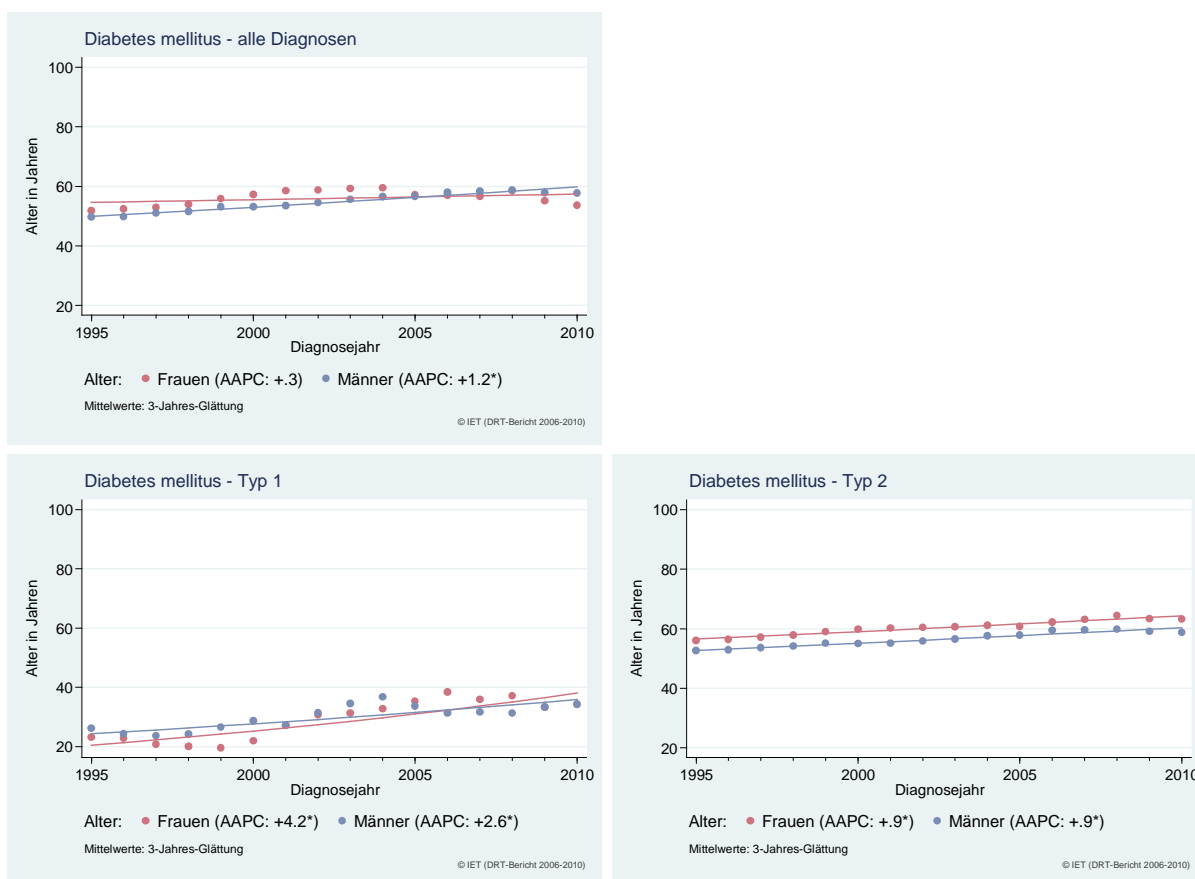 Diabetes mellitus - alle Diagnosen
100
80
60
40
20
Alter in Jahren
1995 2000 2005 2010
Diagnosejahr
Alter: Frauen (AAPC: +.3) Männer (AAPC: +1.2*)
Mittelwerte: 3-Jahres-Glättung
© IET (DRT-Bericht 2006-2010)
Diabetes mellitus - Typ 1
100
80
60
40
20
Alter in Jahren
1995 2000 2005 2010
Diagnosejahr
Alter: Frauen (AAPC: +4.2*) Männer (AAPC: +2.6*)
Mittelwerte: 3-Jahres-Glättung
© IET (DRT-Bericht 2006-2010)
Diabetes mellitus - Typ 2
100
80
60
40
20
Alter in Jahren
1995 2000 2005 2010
Diagnosejahr
Alter: Frauen (AAPC: +.9*) Männer (AAPC: +.9*)
Mittelwerte: 3-Jahres-Glättung
© IET (DRT-Bericht 2006-2010)